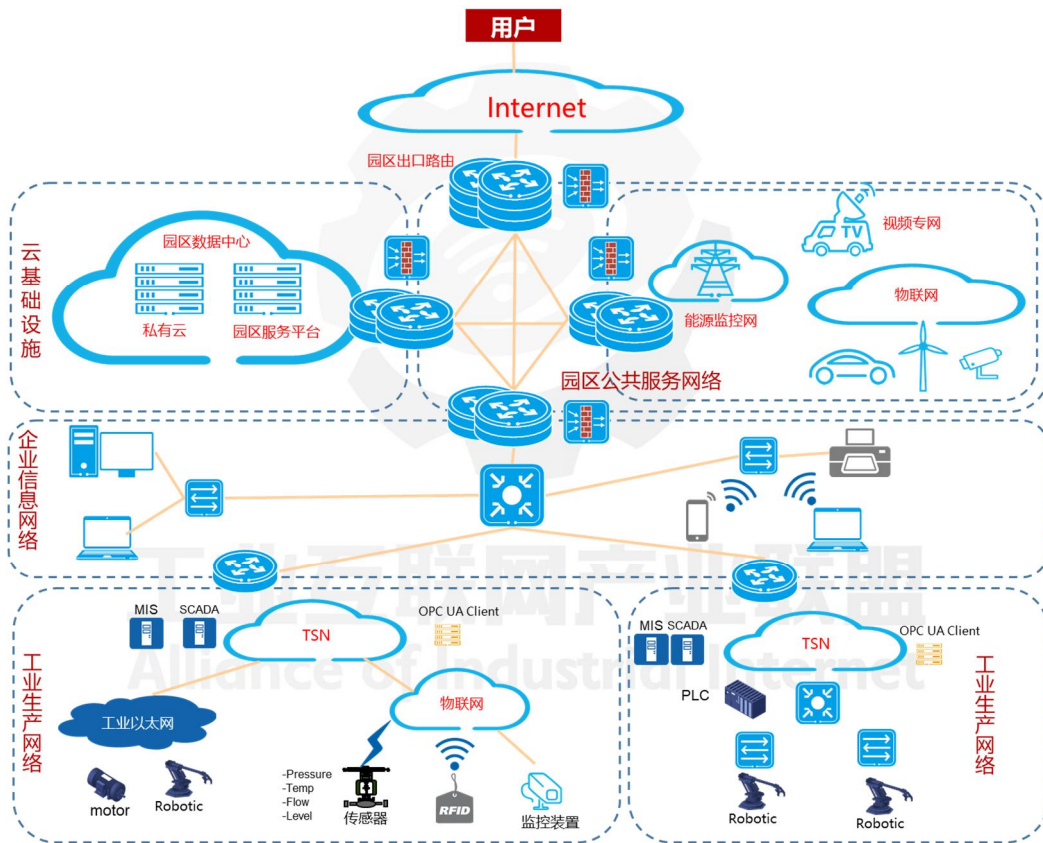 用户
Internet
园区出口路由
云基础设施
园区数据中心
私有云
园区服务平台
TV
视频专网
能源监控网
物联网
园区公共服务网络
企业信息网络
工业互联网产业联盟
Alliance of Industrial Internet
工业生产网络
MIS
SCADA
TSN
OPC UA Client
工业以太网
物联网
motor
Robotic
-Pressure
-Temp
-Flow
-Level
传感器
RFID
监控装置
MIS
SCADA
TSN
OPC UA Client
PLC
Robotic
Robotic
工业生产网络